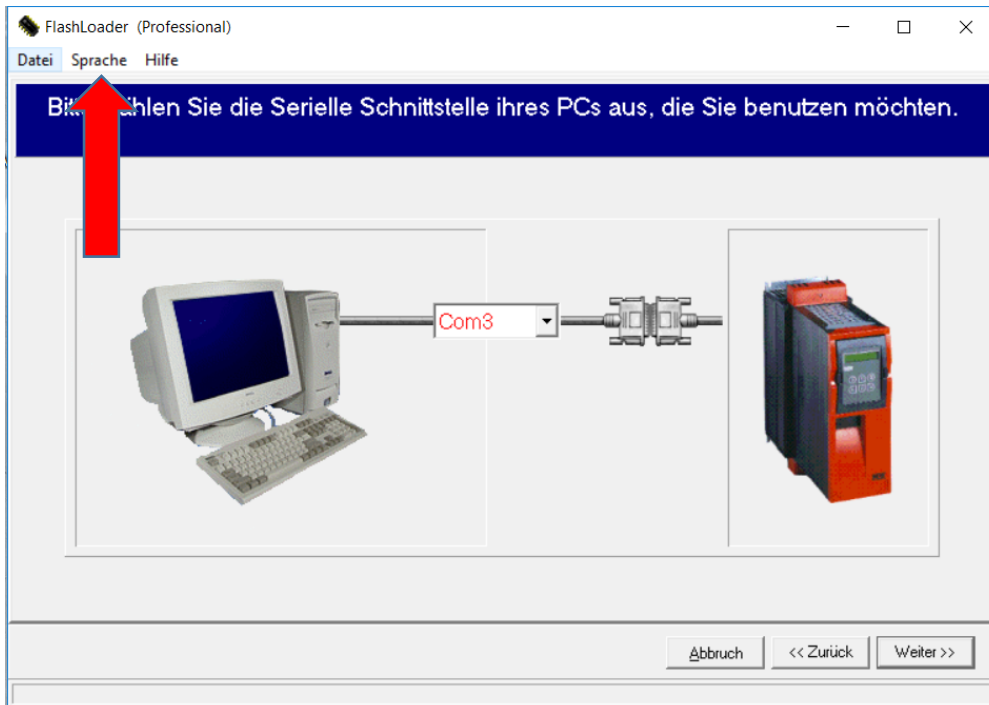 FlashLoader (Professional)
Datei Sprache Hilfe
Sie die Serielle Schnittstelle ihres PCs aus, die Sie benutzen möchten.
Com3
Abbruch << Zurück Weiter >>